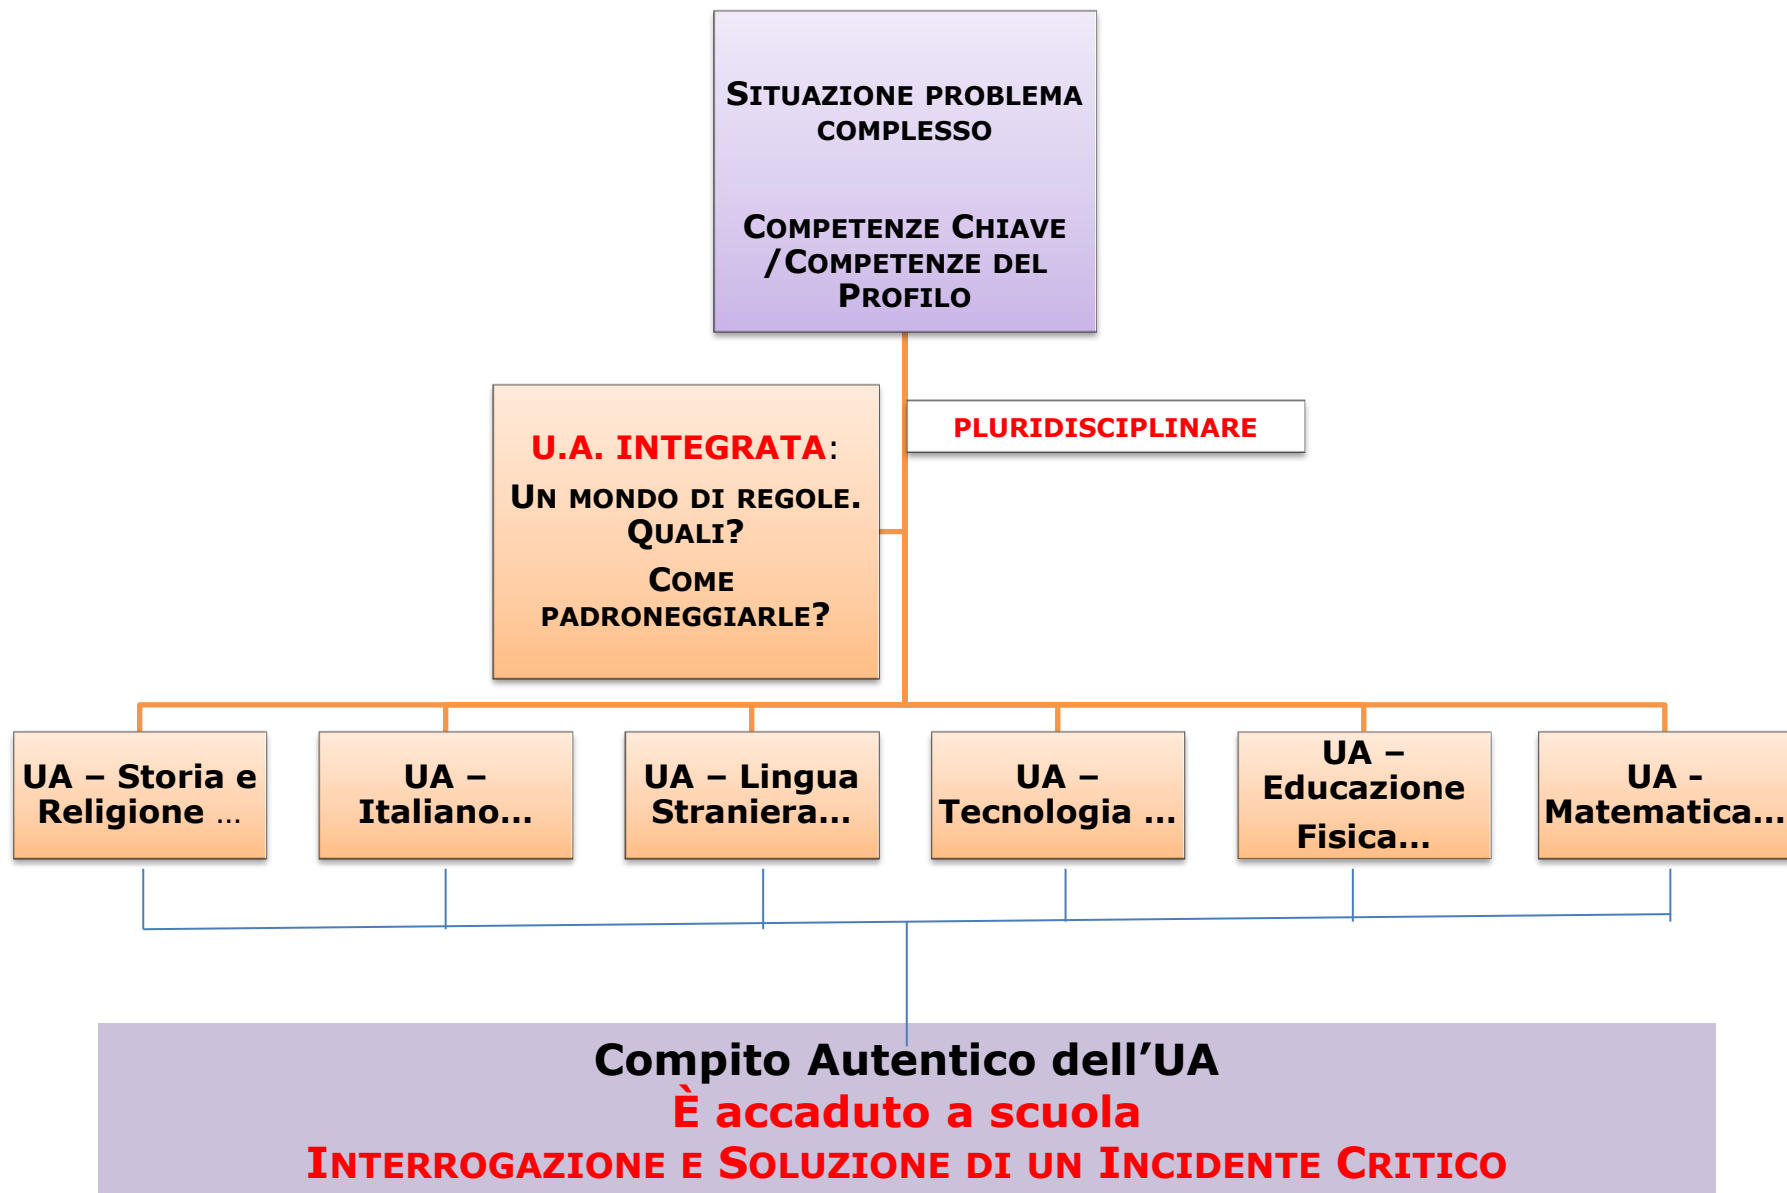 SITUAZIONE PROBLEMA
COMPLESSO
COMPETENZE CHIAVE
/COMPETENZE DEL
PROFILO
PLURIDISCIPLINARE
U.A. INTEGRATA:
UN MONDO DI REGOLE.
QUALI?
COME
PADRONEGGIARLE?
UA – Storia e
Religione ...
UA –
Italiano...
UA – Lingua
Straniera...
UA –
Tecnologia ...
UA –
Educazione
Fisica...
UA -
Matematica...
Compito Autentico dell’UA
È accaduto a scuola
INTERROGAZIONE E SOLUZIONE DI UN INCIDENTE CRITICO